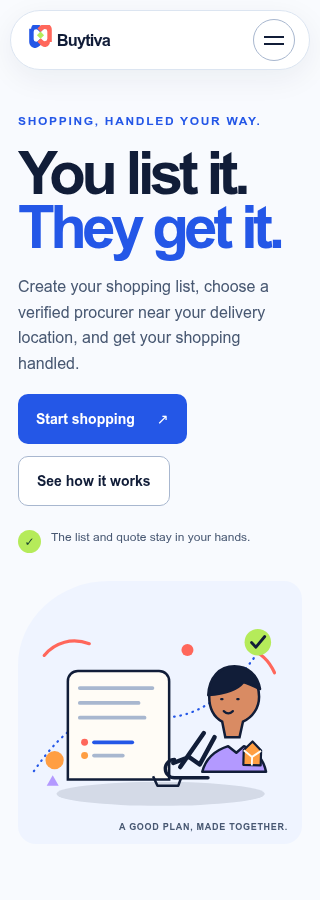 Buytiva
SHOPPING, HANDLED YOUR WAY.
You list it.
They get it.
Create your shopping list, choose a
verified procurer near your delivery
location, and get your shopping
handled.
Start shopping ↗
See how it works
✓ The list and quote stay in your hands.
A GOOD PLAN, MADE TOGETHER.